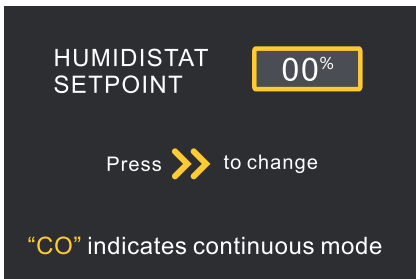 HUMIDISTAT
SETPOINT
00%
Press >> to change
“CO” indicates continuous mode